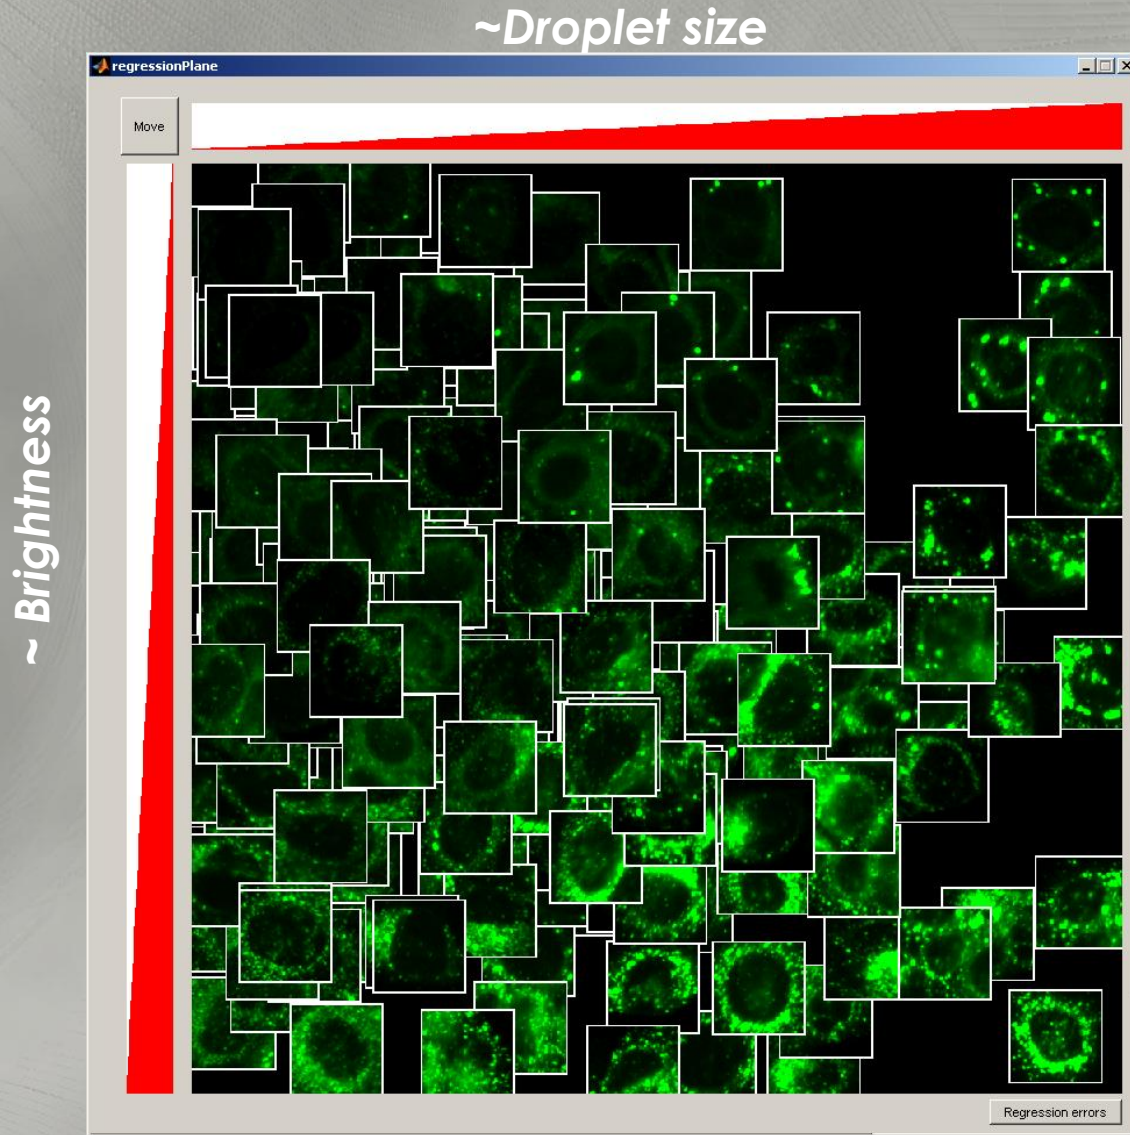 ~Droplet size
regressionPlane
Move
~ Brightness
Regression errors